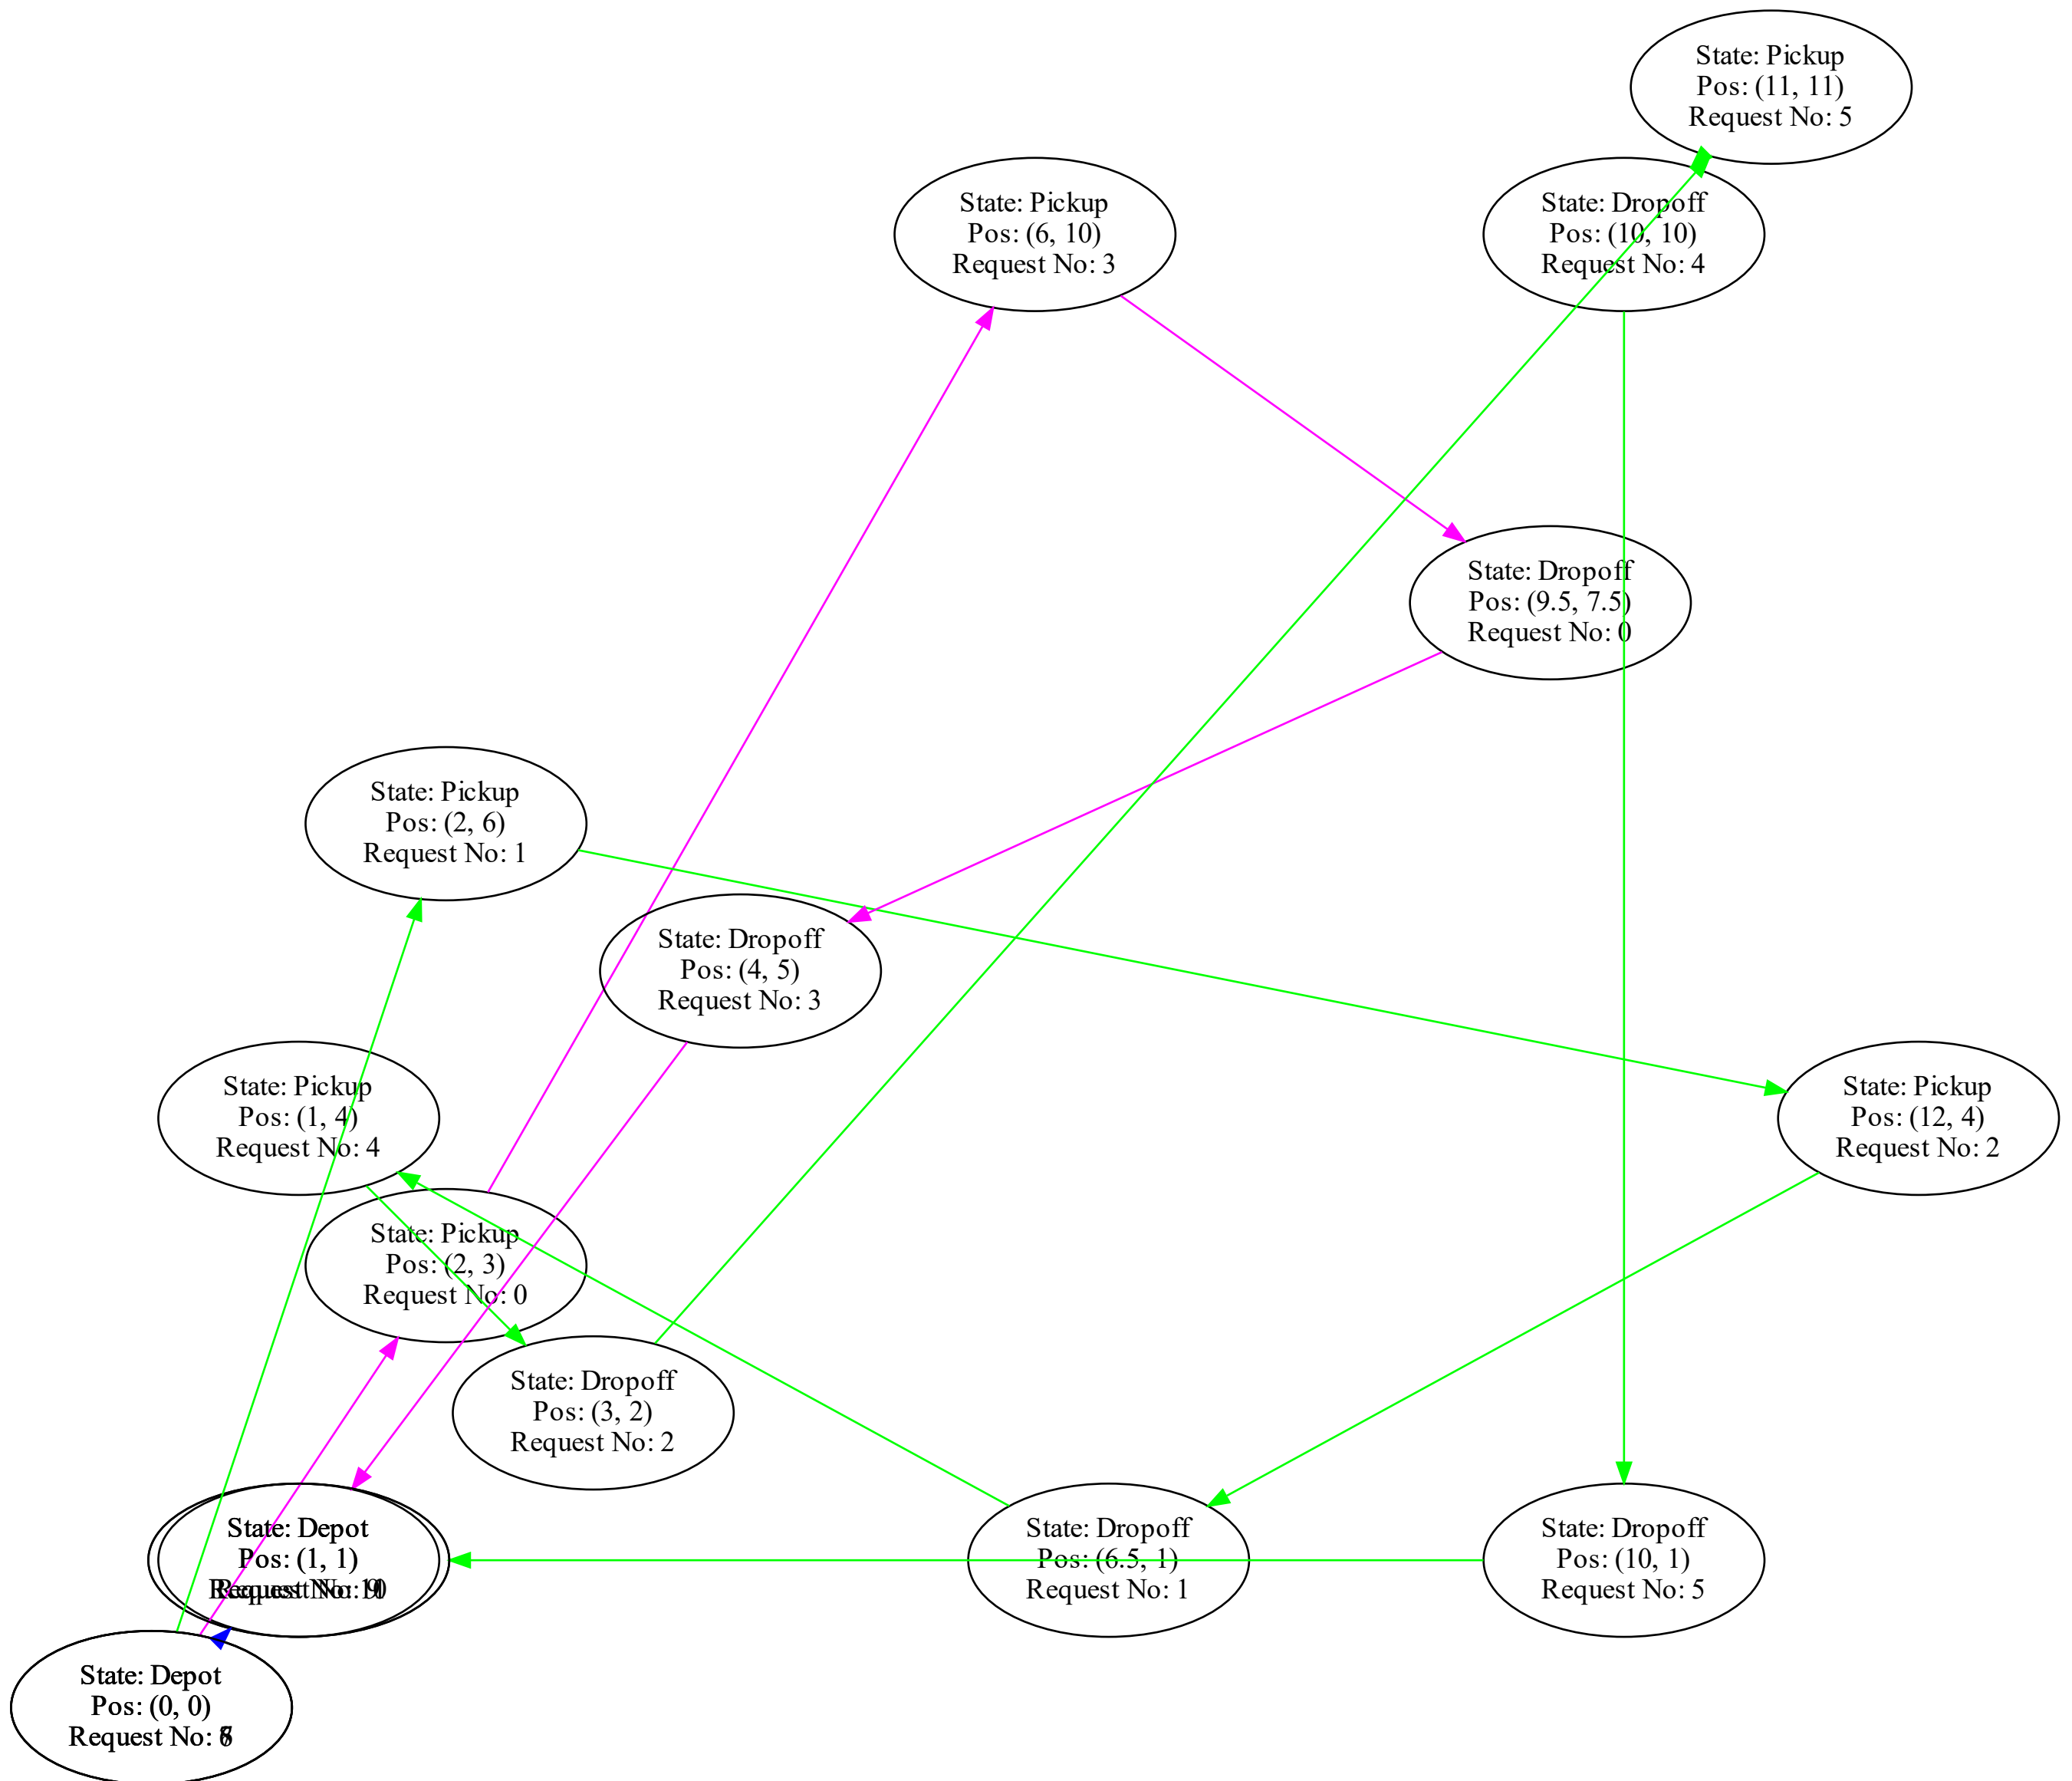 State: Pickup
Pos: (11, 11)
Request No: 5
State: Pickup
Pos: (6, 10)
Request No: 3
State: Dropoff
Pos: (10, 10)
Request No: 4
State: Dropoff
Pos: (9.5, 7.5)
Request No: 0
State: Pickup
Pos: (2, 6)
Request No: 1
State: Dropoff
Pos: (4, 5)
Request No: 3
State: Pickup
Pos: (1, 4)
Request No: 4
State: Pickup
Pos: (12, 4)
Request No: 2
State: Pickup
Pos: (2, 3)
Request No: 0
State: Dropoff
Pos: (3, 2)
Request No: 2
State: Depot
Pos: (1, 1)
Request No:
State: Dropoff
Pos: (6.5, 1)
Request No: 1
State: Dropoff
Pos: (10, 1)
Request No: 5
State: Depot
Pos: (0, 0)
Request No: